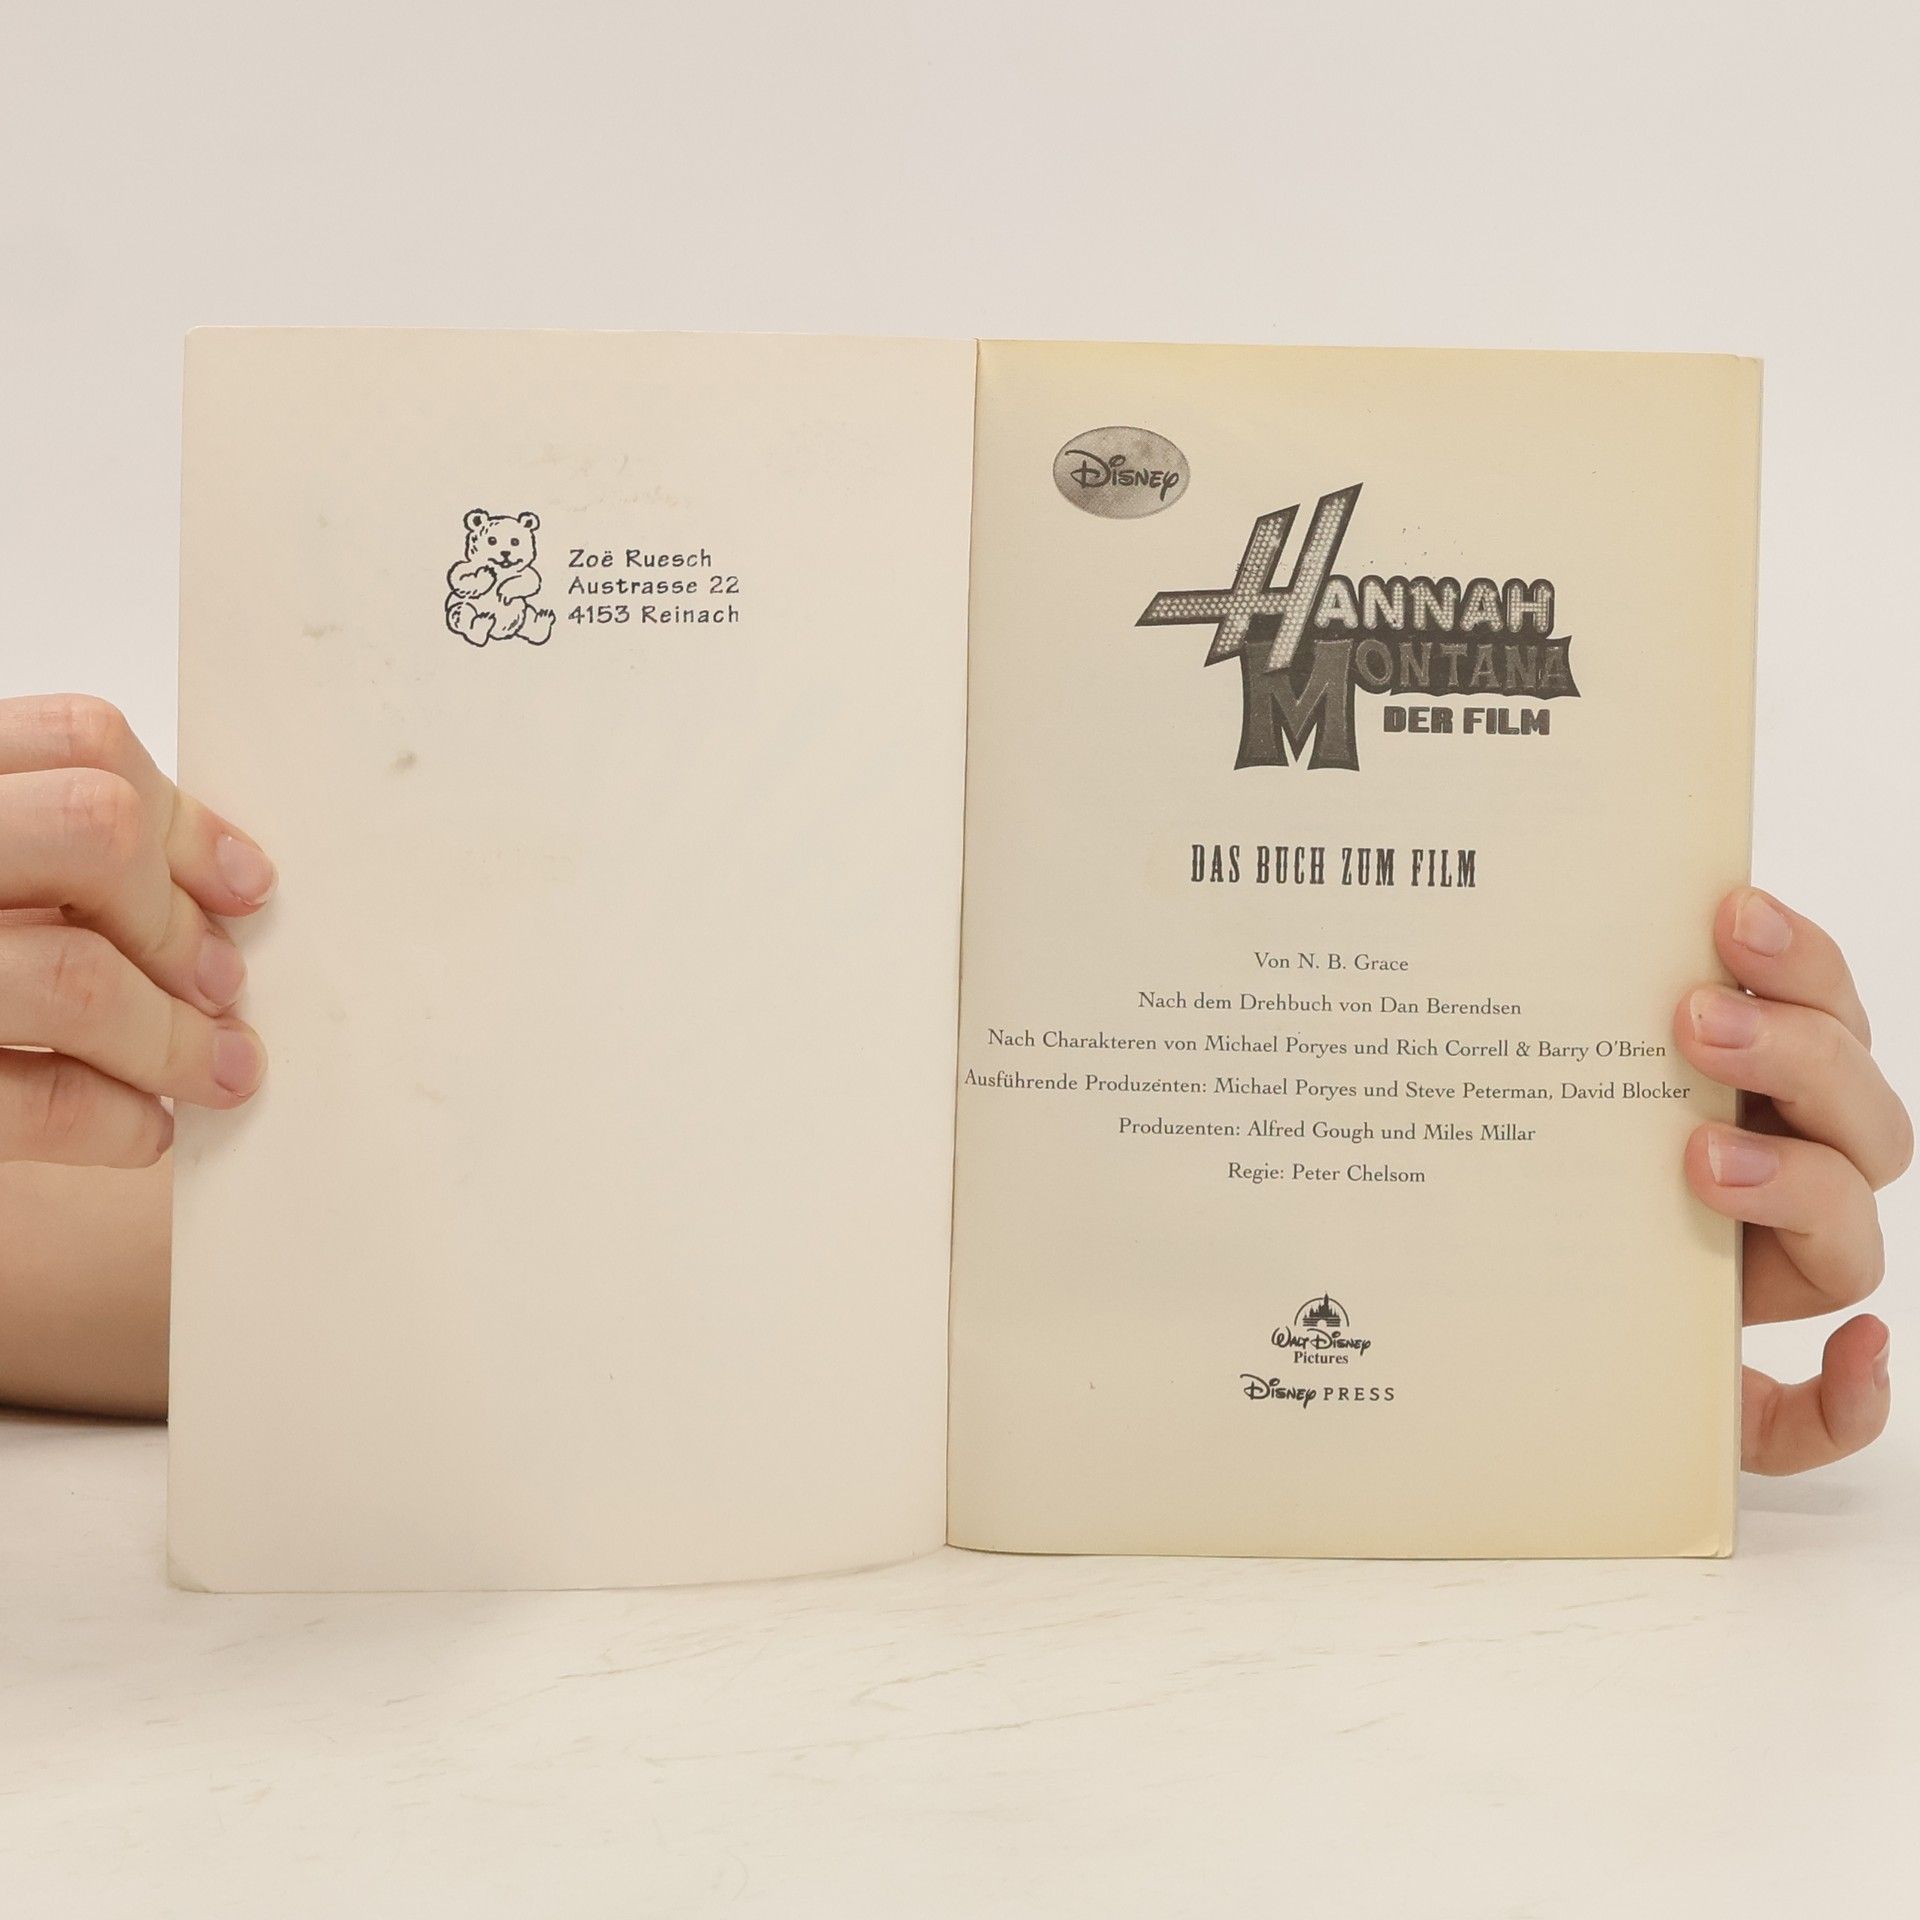 Zoë Ruesch
Austrasse 22
4153 Reinach
Disney
HANNAH
MONTANA
DER FILM
DAS BUCH ZUM FILM
Von N. B. Grace
Nach dem Drehbuch von Dan Berendsen
Nach Charakteren von Michael Poryes und Rich Correll & Barry O'Brien
Ausführende Produzenten: Michael Poryes und Steve Peterman, David Blocker
Produzenten: Alfred Gough und Miles Millar
Regie: Peter Chelsom
WALT DISNEY
Pictures
DISNEY PRESS